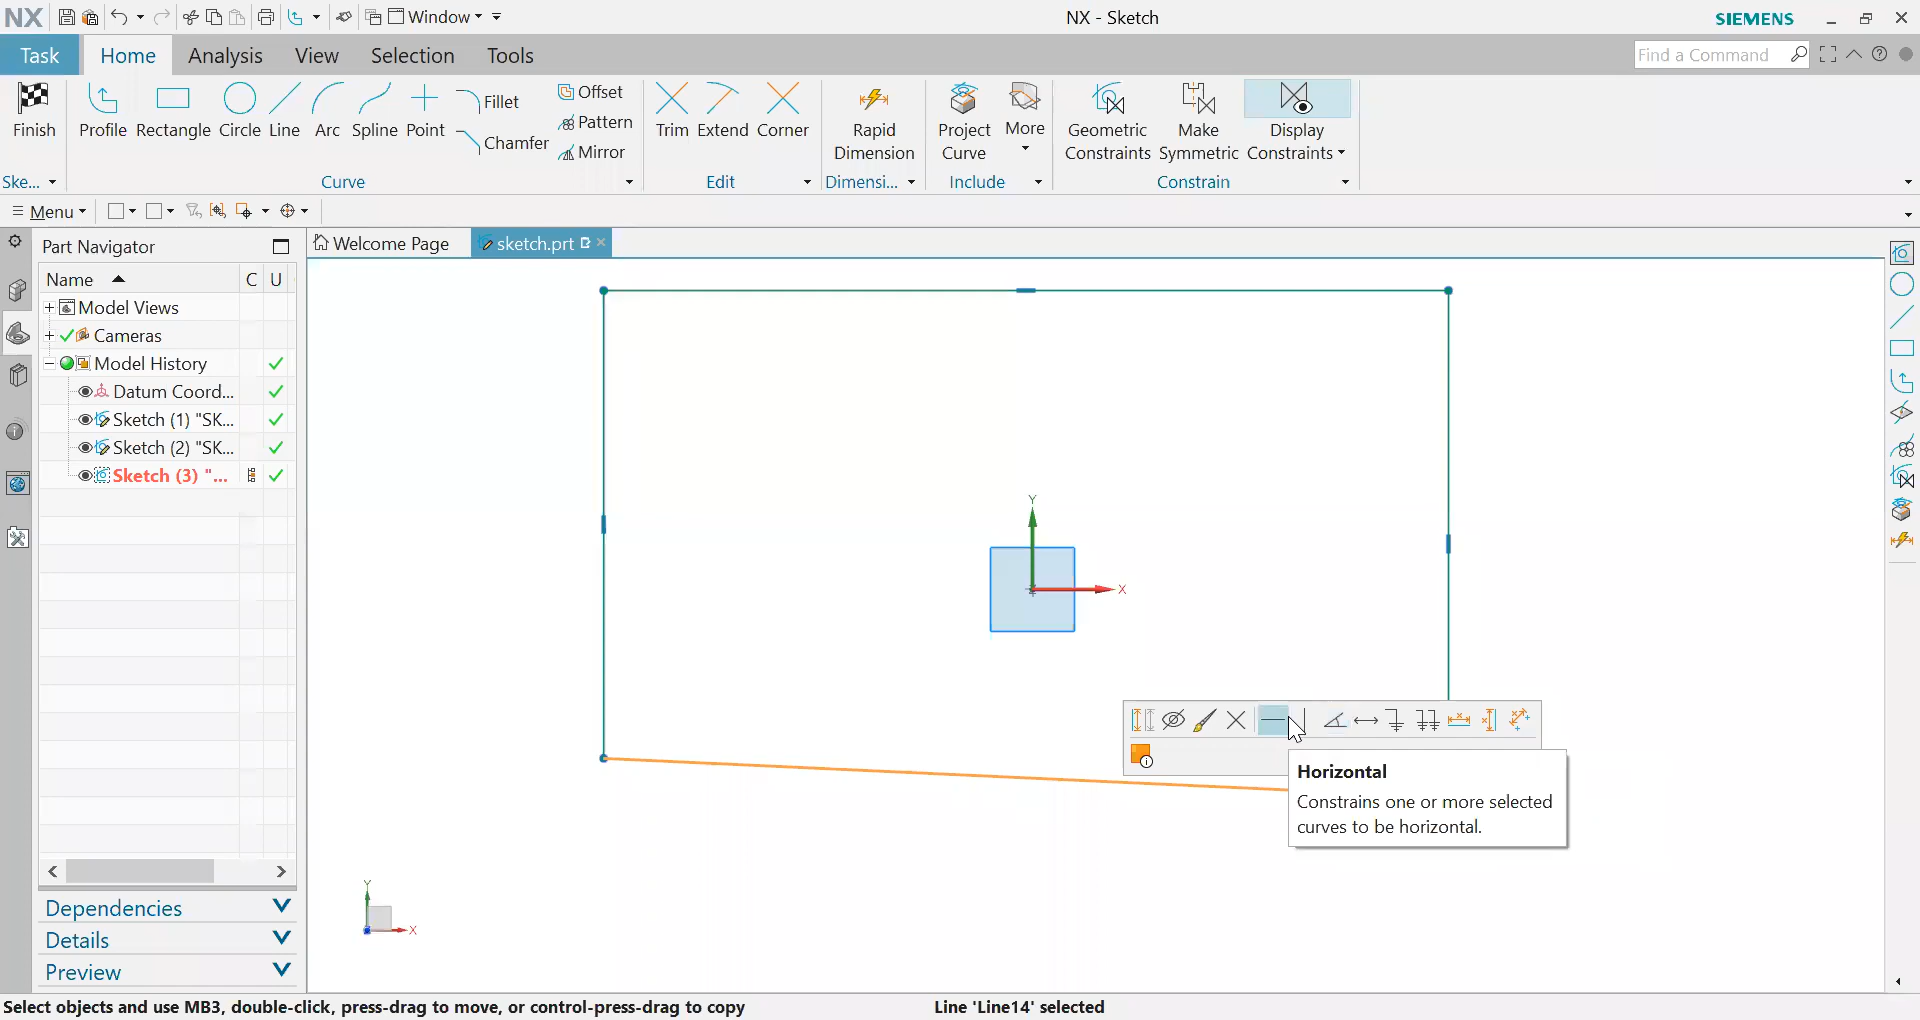 NX
Window
NX - Sketch
SIEMENS
Task Home Analysis View Selection Tools
Find a Command
Finish
Profile Rectangle Circle Line Arc Spline Point
Fillet
Chamfer
Offset
Pattern
Mirror
Trim Extend Corner
Rapid Dimension
Project Curve
More
Geometric Constraints
Make Symmetric
Display Constraints
Ske... Curve Edit Dimensi... Include Constrain
Menu
Part Navigator
Welcome Page
sketch.prt
Name C U
Model Views
Cameras
Model History
Datum Coord...
Sketch (1) "SK...
Sketch (2) "SK...
Sketch (3) "...
Y
X
Horizontal
Constrains one or more selected
curves to be horizontal.
Y
X
Dependencies
Details
Preview
Select objects and use MB3, double-click, press-drag to move, or control-press-drag to copy
Line 'Line14' selected